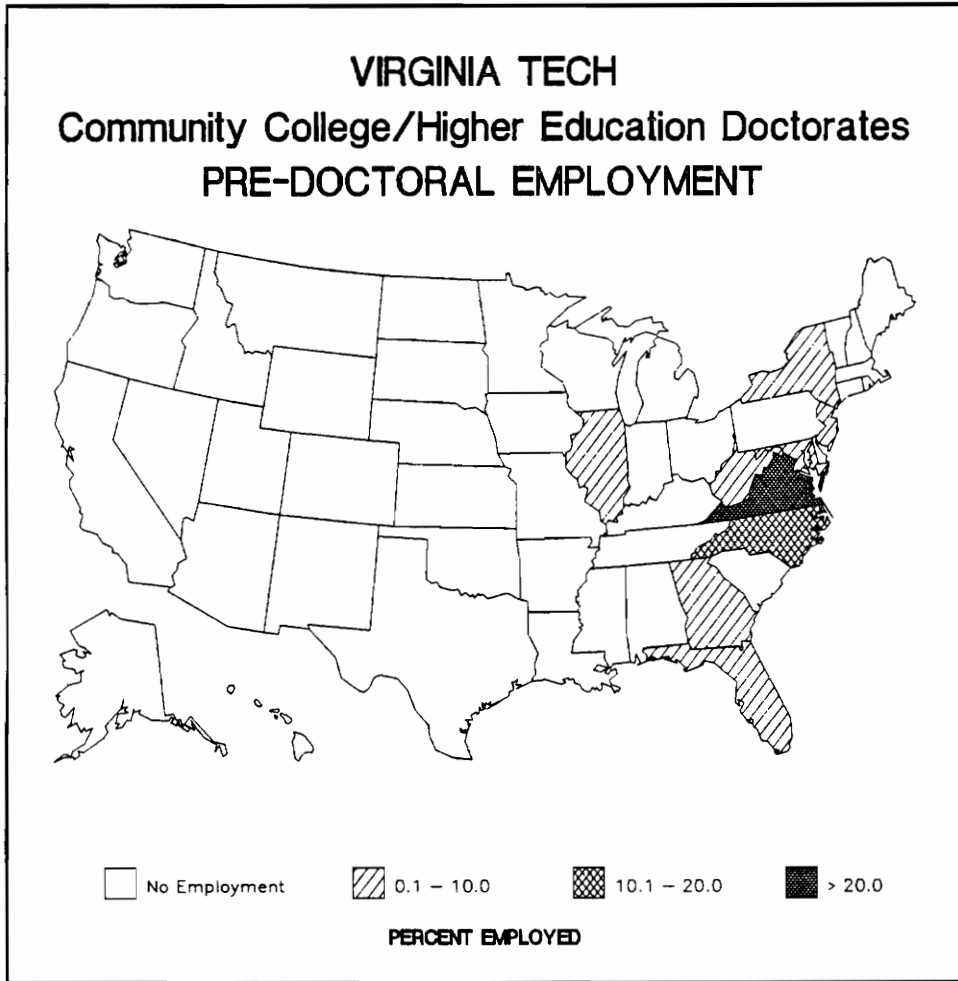 VIRGINIA TECH
Community College/Higher Education Doctorates
PRE-DOCTORAL EMPLOYMENT
No Employment
0.1 – 10.0
10.1 – 20.0
> 20.0
PERCENT EMPLOYED